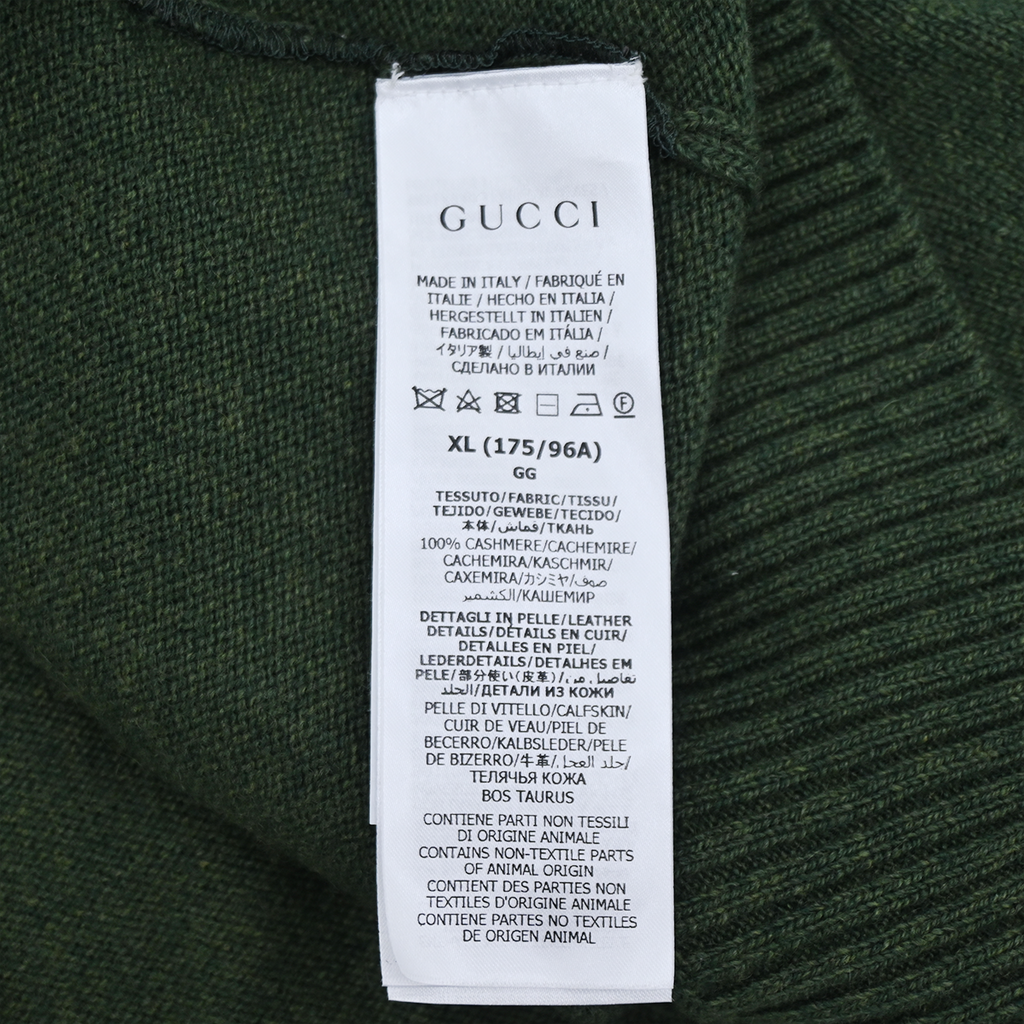 GUCCI
MADE IN ITALY / FABRIQUÉ EN
ITALIE / HECHO EN ITALIA /
HERGESTELLT IN ITALIEN /
FABRICADO EM ITÁLIA /
イタリア製 / صنع في إيطاليا /
СДЕЛАНО В ИТАЛИИ
F
XL (175/96A)
GG
TESSUTO/FABRIC/TISSU/
TEJIDO/GEWEBE/TECIDO/
本体/قماش/ТКАНЬ
100% CASHMERE/CACHEMIRE/
CACHEMIRA/KASCHMIR/
CAXEMIRA/カシミヤ/صوف
الكشمير/КАШЕМИР
DETTAGLI IN PELLE/LEATHER
DETAILS/DÉTAILS EN CUIR/
DETALLES EN PIEL/
LEDERDETAILS/DETALHES EM
PELE/部分使い(皮革)/تفاصيل من
الجلد/ДЕТАЛИ ИЗ КОЖИ
PELLE DI VITELLO/CALFSKIN/
CUIR DE VEAU/PIEL DE
BECERRO/KALBSLEDER/PELE
DE BIZERRO/牛革/جلد العجل/
ТЕЛЯЧЬЯ КОЖА
BOS TAURUS
CONTIENE PARTI NON TESSILI
DI ORIGINE ANIMALE
CONTAINS NON-TEXTILE PARTS
OF ANIMAL ORIGIN
CONTIENT DES PARTIES NON
TEXTILES D'ORIGINE ANIMALE
CONTIENE PARTES NO TEXTILES
DE ORIGEN ANIMAL